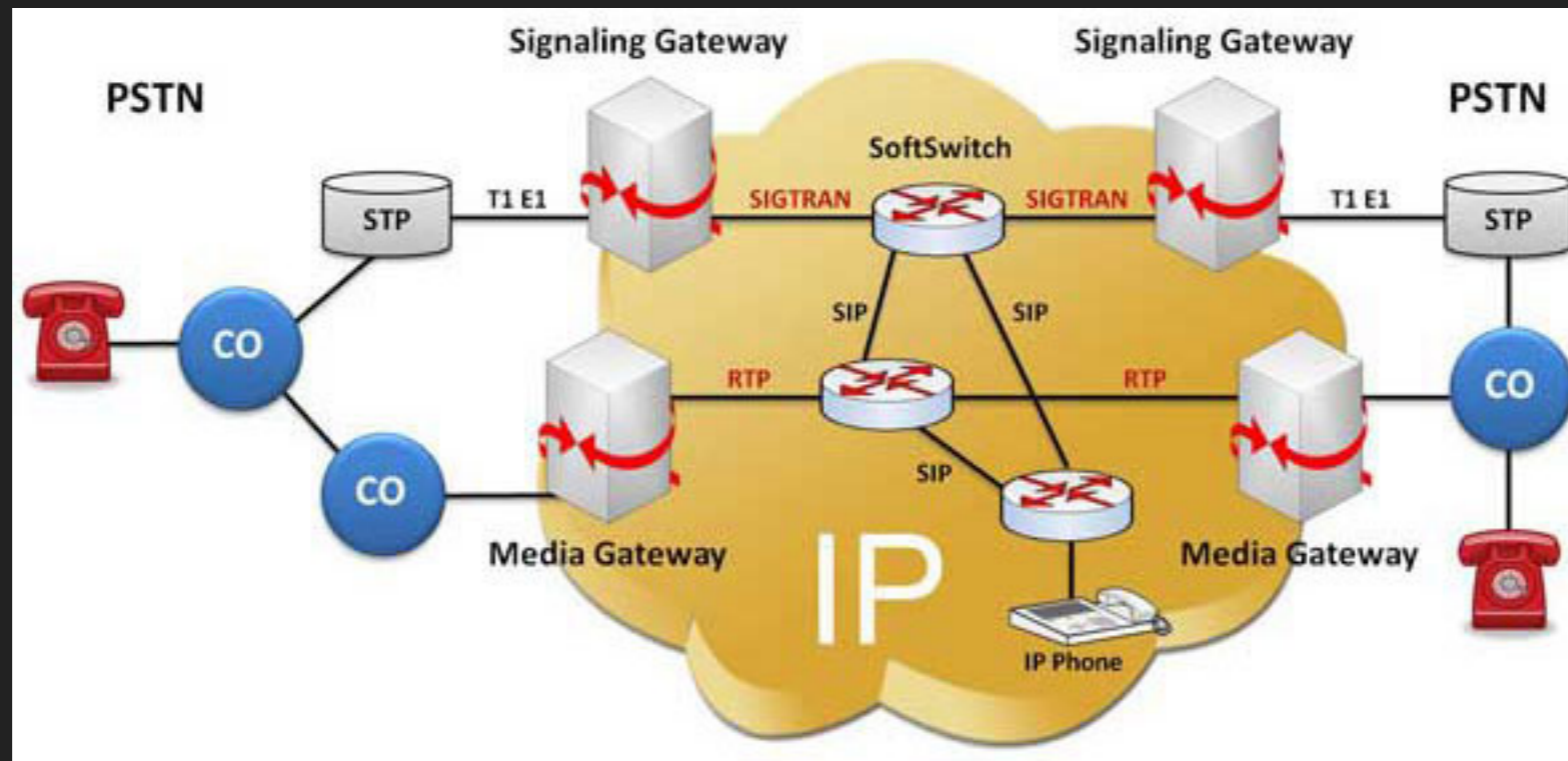 Signaling Gateway
Signaling Gateway
PSTN
PSTN
SoftSwitch
STP
T1 E1
SIGTRAN
SIGTRAN
T1 E1
STP
SIP
SIP
CO
RTP
RTP
CO
SIP
CO
Media Gateway
IP
Media Gateway
IP Phone